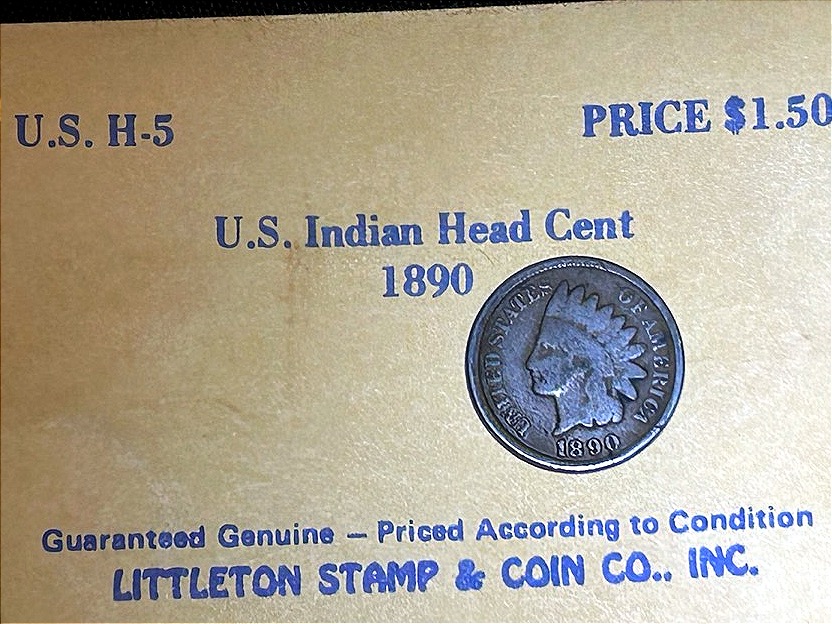 U.S. H-5
PRICE $1.50
U.S. Indian Head Cent
1890
UNITED STATES OF AMERICA
1890
Guaranteed Genuine — Priced According to Condition
LITTLETON STAMP & COIN CO., INC.